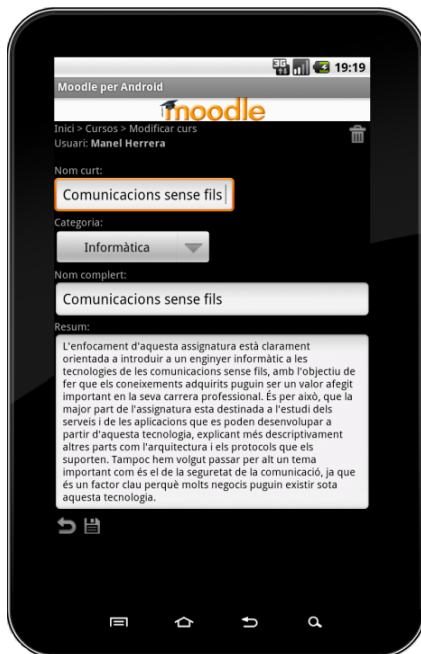 3G 19:19
Moodle per Android
moodle
Inici > Cursos > Modificar curs
Usuari: Manel Herrera
Nom curt:
Comunicacions sense fils
Categoria:
Informàtica
Nom complert:
Comunicacions sense fils
Resum:
L'enfocament d'aquesta assignatura està clarament
orientada a introduir a un enginyer informàtic a les
tecnologies de les comunicacions sense fils, amb l'objectiu de
fer que els coneixements adquirits puguin ser un valor afegit
important en la seva carrera professional. És per això, que la
major part de l'assignatura esta destinada a l'estudi dels
serveis i de les aplicacions que es poden desenvolupar a
partir d'aquesta tecnologia, explicant més descriptivament
altres parts com l'arquitectura i els protocols que els
suporten. Tampoc hem volgut passar per alt un tema
important com és el de la seguretat de la comunicació, ja que
és un factor clau perquè molts negocis puguin existir sota
aquesta tecnologia.